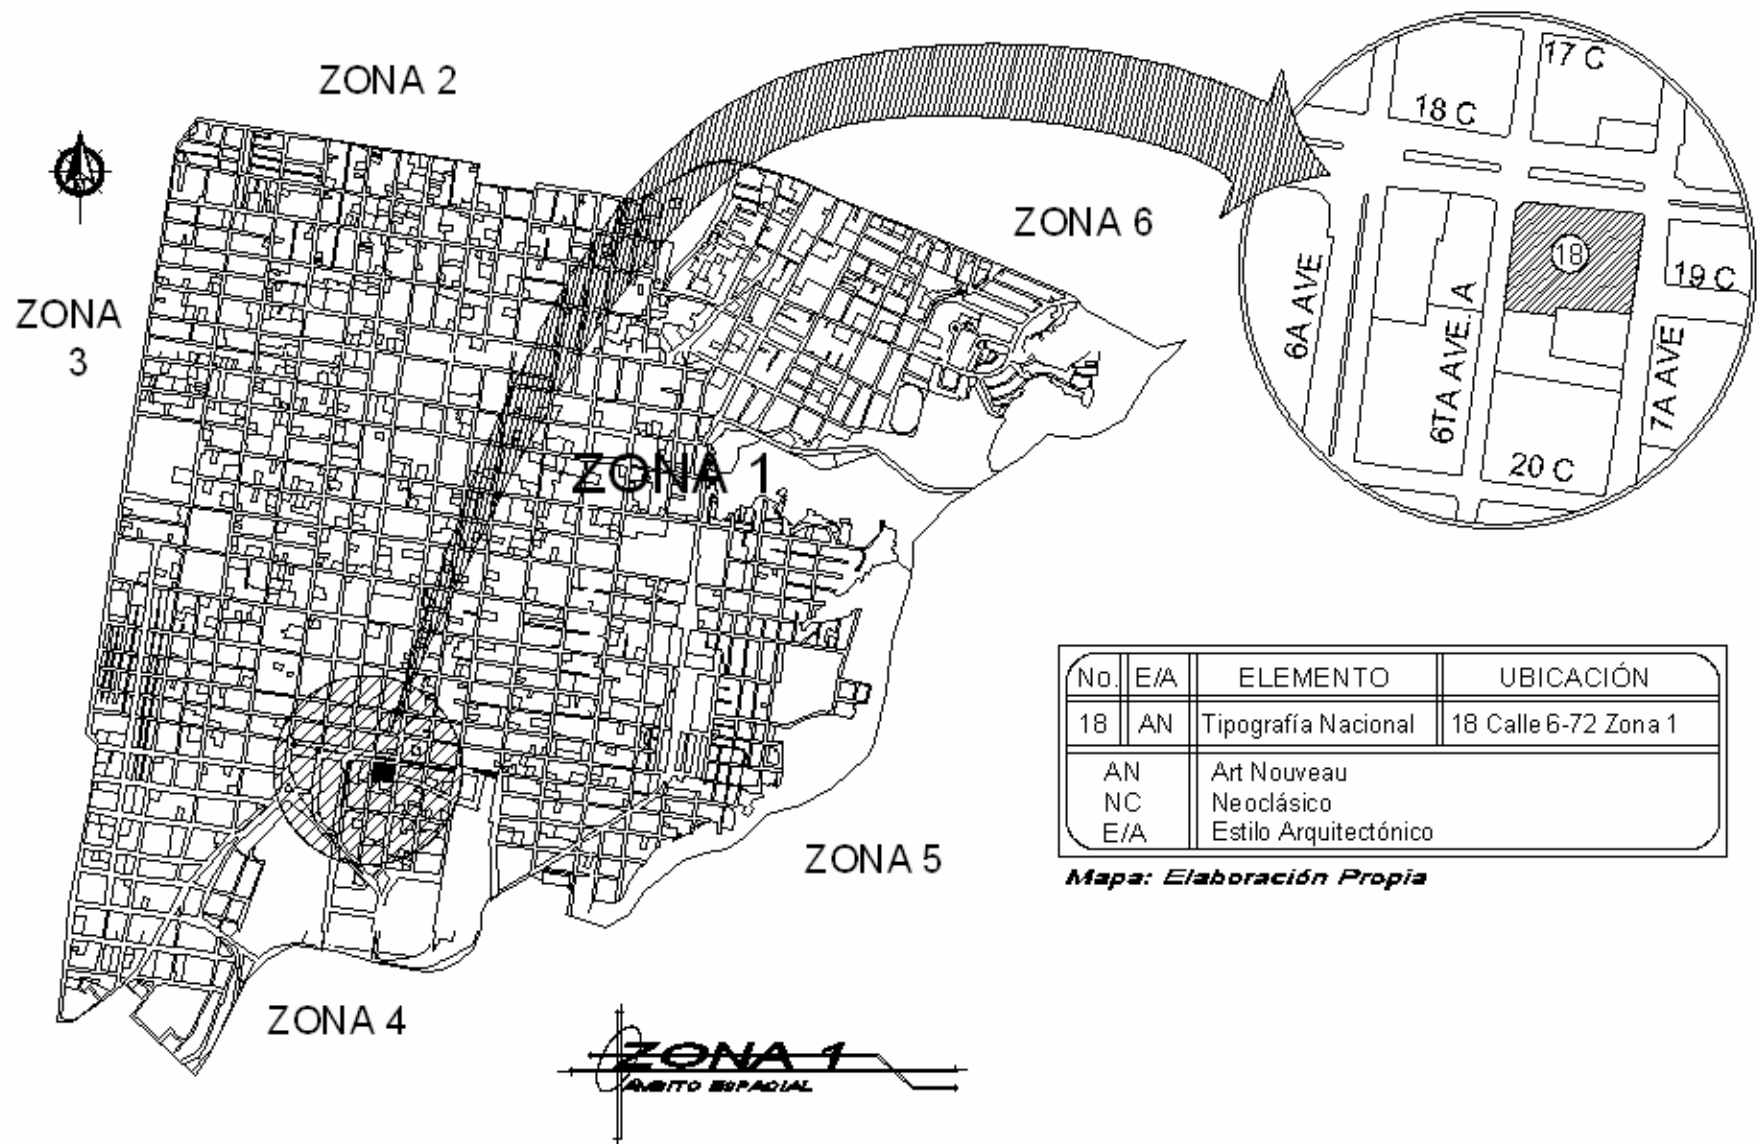 ZONA 2
ZONA 6
ZONA
3
ZONA 1
ZONA 5
ZONA 4
17 C
18 C
18
19 C
6A AVE
6TA AVE. A
7A AVE
20 C
No. E/A ELEMENTO UBICACIÓN
18 AN Tipografía Nacional 18 Calle 6-72 Zona 1
AN Art Nouveau
NC Neoclásico
E/A Estilo Arquitectónico
Mapa: Elaboración Propia
ZONA 1
AMBITO ESPACIAL